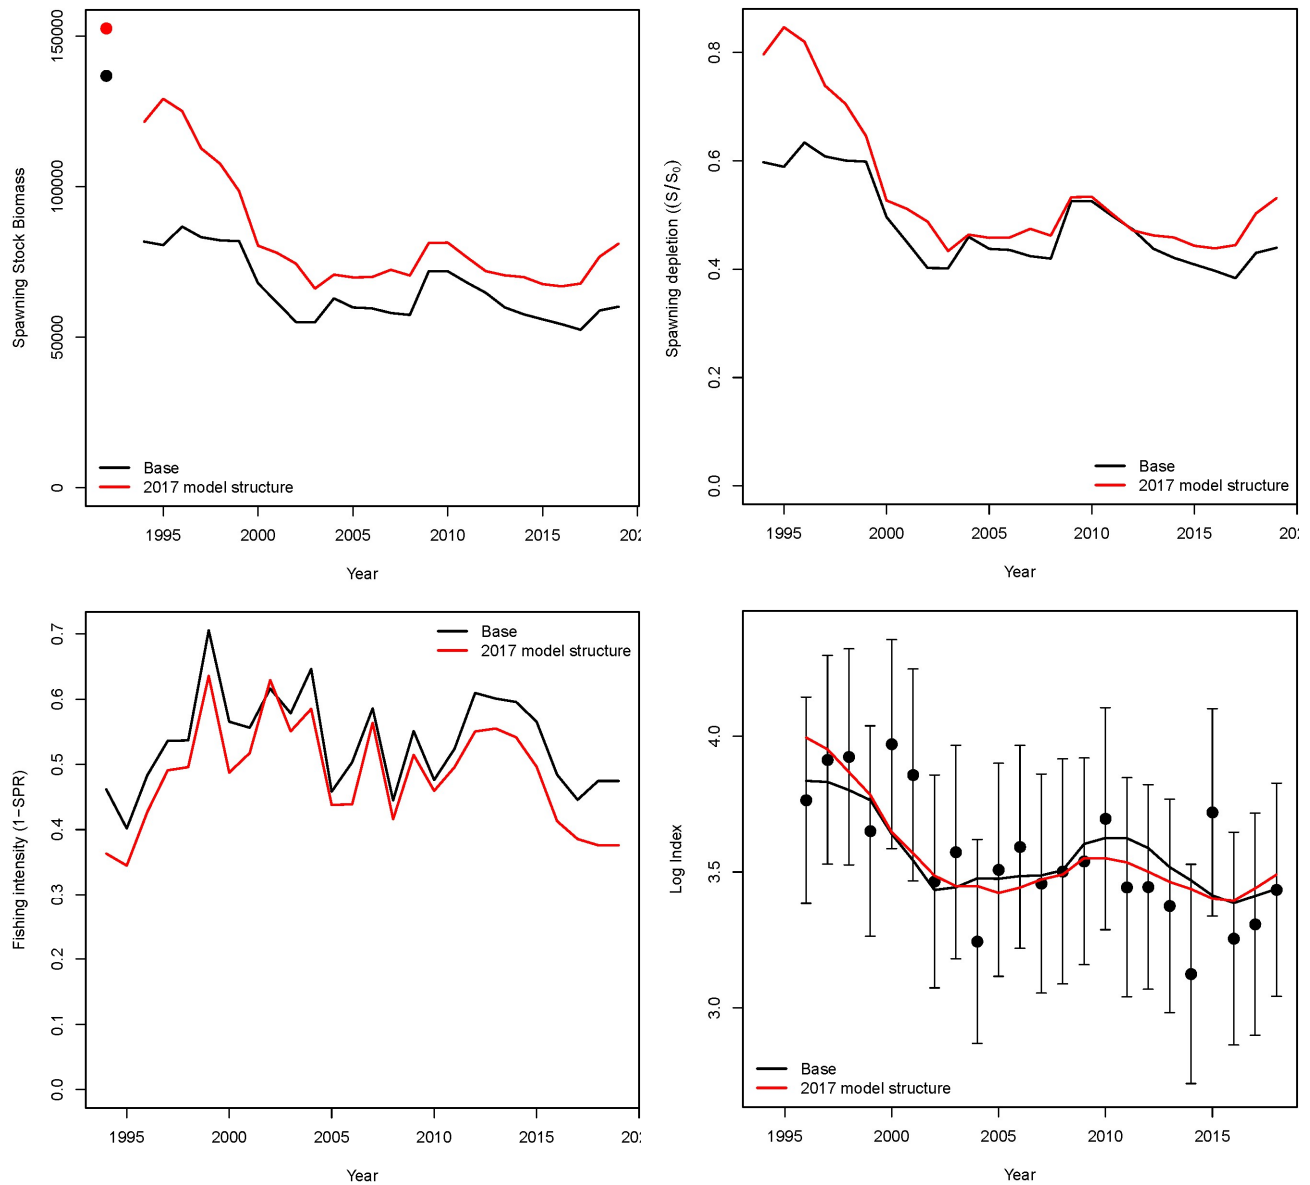 Spawning Stock Biomass
150000
100000
50000
0
Base
2017 model structure
1995
2000
2005
2010
2015
202
Year
Spawning depletion ((S/S0)
0.8
0.6
0.4
0.2
0.0
Base
2017 model structure
1995
2000
2005
2010
2015
202
Year
Fishing intensity (1−SPR)
0.7
0.6
0.5
0.4
0.3
0.2
0.1
0.0
Base
2017 model structure
1995
2000
2005
2010
2015
202
Year
Log Index
4.0
3.5
3.0
Base
2017 model structure
1995
2000
2005
2010
2015
Year